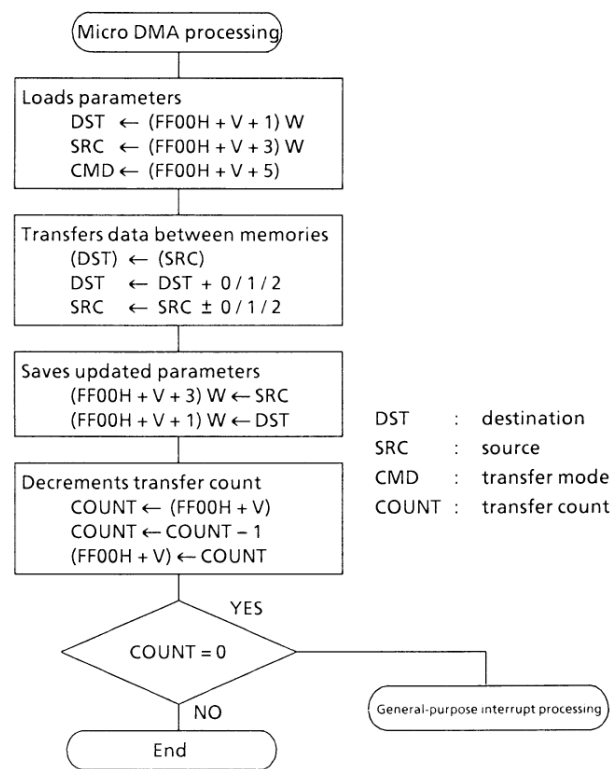 Micro DMA processing
Loads parameters
DST ← (FF00H + V + 1) W
SRC ← (FF00H + V + 3) W
CMD ← (FF00H + V + 5)
Transfers data between memories
(DST) ← (SRC)
DST ← DST + 0 / 1 / 2
SRC ← SRC ± 0 / 1 / 2
Saves updated parameters
(FF00H + V + 3) W ← SRC
(FF00H + V + 1) W ← DST
DST : destination
SRC : source
CMD : transfer mode
COUNT : transfer count
Decrements transfer count
COUNT ← (FF00H + V)
COUNT ← COUNT – 1
(FF00H + V) ← COUNT
YES
COUNT = 0
General-purpose interrupt processing
NO
End